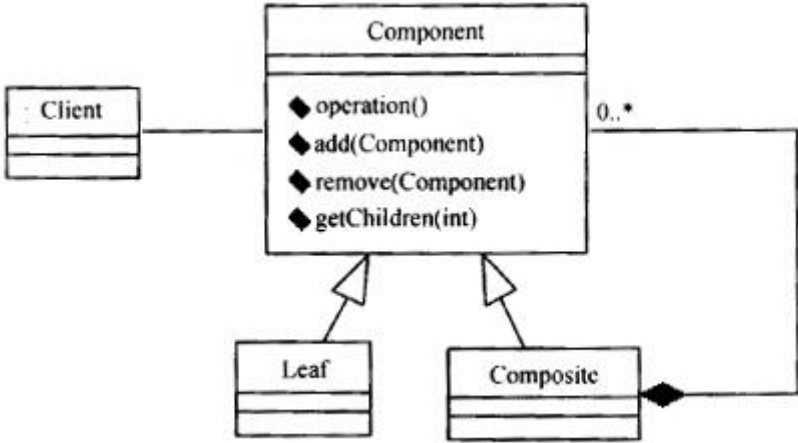 Component
Client
operation()
add(Component)
remove(Component)
getChildren(int)
0..*
Leaf
Composite